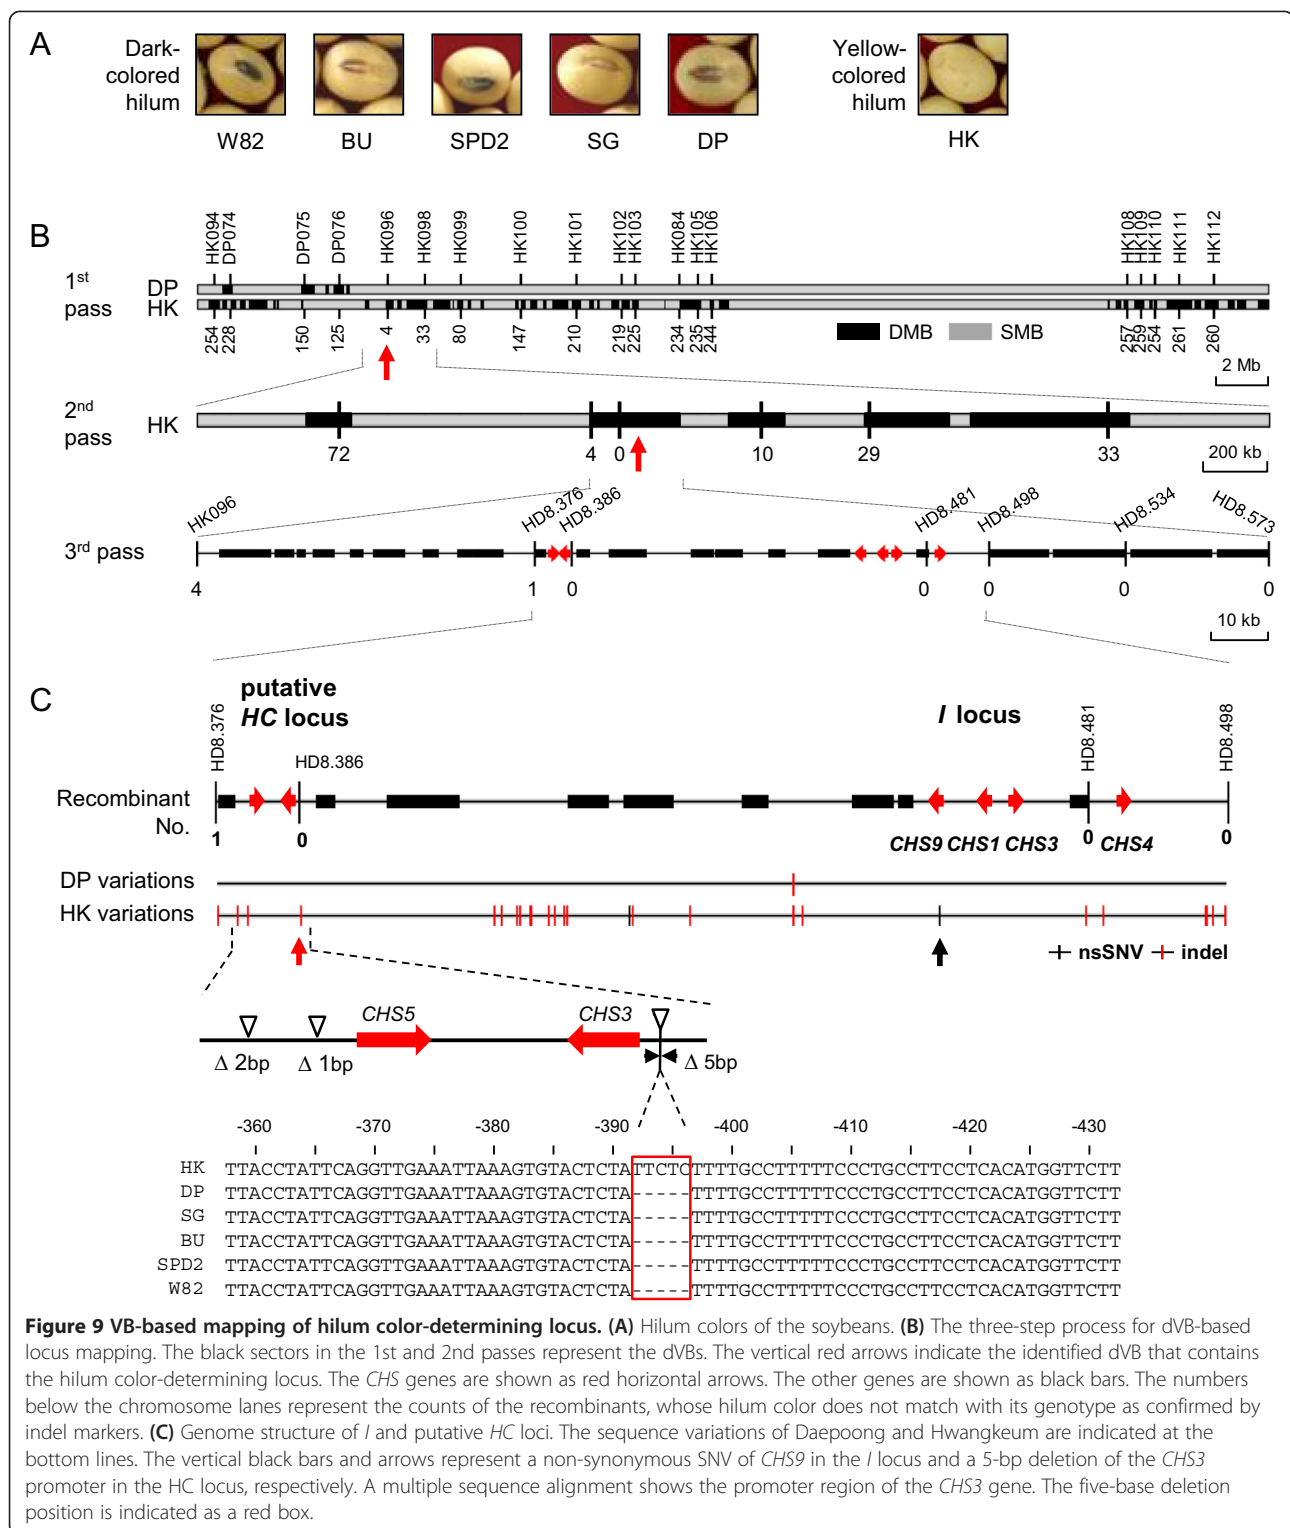 A
Dark-colored hilum
W82
BU
SPD2
SG
DP
Yellow-colored hilum
HK
B
HK094
DP074
DP075
DP076
HK096
HK098
HK099
HK100
HK101
HK102
HK103
HK084
HK105
HK106
HK108
HK109
HK110
HK111
HK112
1st pass
DP
HK
254
228
150
125
4
33
80
147
210
219
225
234
235
244
257
259
254
261
260
DMB
SMB
2 Mb
2nd pass
HK
72
4
0
10
29
33
200 kb
3rd pass
HK096
HD8.376
HD8.386
HD8.481
HD8.498
HD8.534
HD8.573
4
1
0
0
0
0
0
10 kb
C
putative HC locus
I locus
HD8.376
HD8.386
HD8.481
HD8.498
Recombinant No.
1
0
0
0
CHS9
CHS1
CHS3
CHS4
DP variations
HK variations
nsSNV
indel
CHS5
CHS3
Δ 2bp
Δ 1bp
Δ 5bp
-360 -370 -380 -390 -400 -410 -420 -430
HK TTACCTATTCAGGTTGAAATTAAAGTGTACTCTATTCTCTTTTGCCTTTTTCCCTGCCTTCCTCACATGGTTCTT
DP TTACCTATTCAGGTTGAAATTAAAGTGTACTCTA-----TTTTGCCTTTTTCCCTGCCTTCCTCACATGGTTCTT
SG TTACCTATTCAGGTTGAAATTAAAGTGTACTCTA-----TTTTGCCTTTTTCCCTGCCTTCCTCACATGGTTCTT
BU TTACCTATTCAGGTTGAAATTAAAGTGTACTCTA-----TTTTGCCTTTTTCCCTGCCTTCCTCACATGGTTCTT
SPD2 TTACCTATTCAGGTTGAAATTAAAGTGTACTCTA-----TTTTGCCTTTTTCCCTGCCTTCCTCACATGGTTCTT
W82 TTACCTATTCAGGTTGAAATTAAAGTGTACTCTA-----TTTTGCCTTTTTCCCTGCCTTCCTCACATGGTTCTT
Figure 9 VB-based mapping of hilum color-determining locus. (A) Hilum colors of the soybeans. (B) The three-step process for dVB-based
locus mapping. The black sectors in the 1st and 2nd passes represent the dVBs. The vertical red arrows indicate the identified dVB that contains
the hilum color-determining locus. The CHS genes are shown as red horizontal arrows. The other genes are shown as black bars. The numbers
below the chromosome lanes represent the counts of the recombinants, whose hilum color does not match with its genotype as confirmed by
indel markers. (C) Genome structure of I and putative HC loci. The sequence variations of Daepoong and Hwangkeum are indicated at the
bottom lines. The vertical black bars and arrows represent a non-synonymous SNV of CHS9 in the I locus and a 5-bp deletion of the CHS3
promoter in the HC locus, respectively. A multiple sequence alignment shows the promoter region of the CHS3 gene. The five-base deletion
position is indicated as a red box.